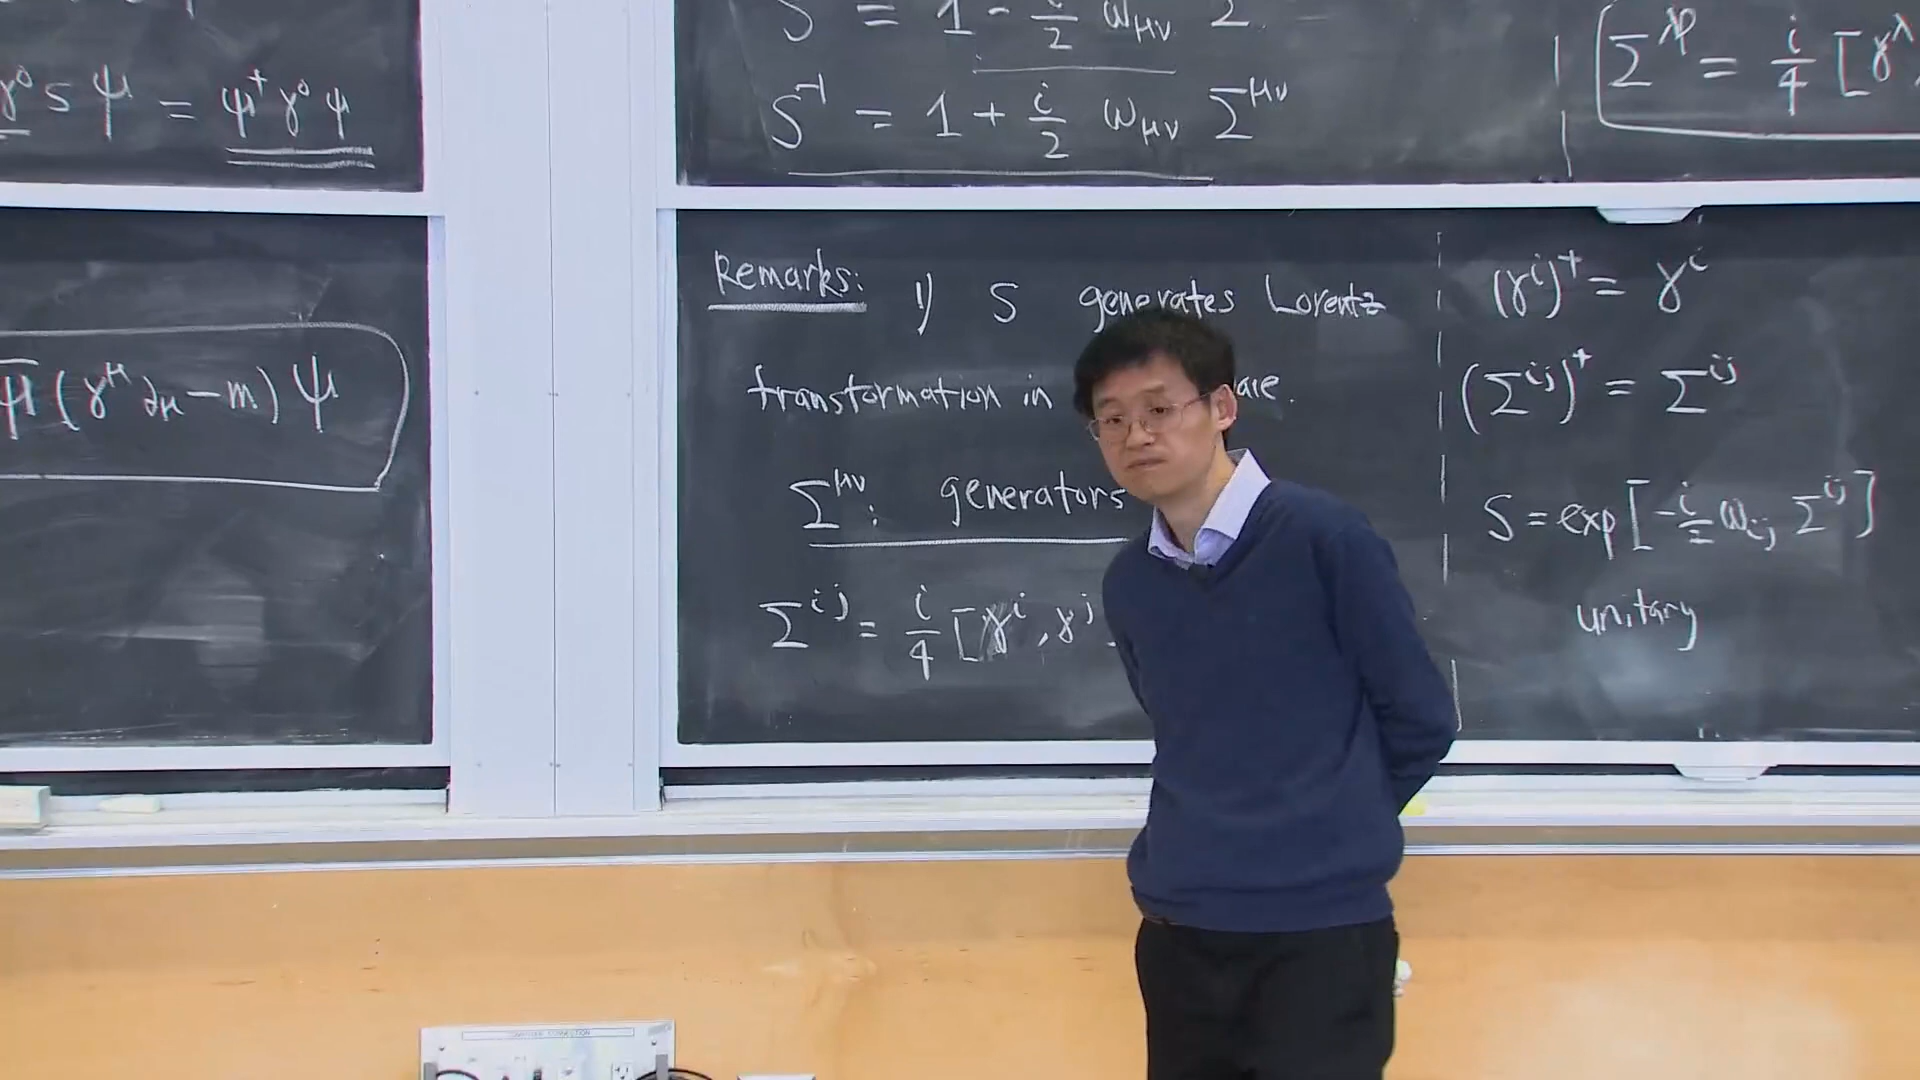 γ⁰ S ψ = ψ† γ⁰ ψ
ψ̄ (γ^μ ∂_μ − m) ψ
S = 1 − i/2 ω_μν Σ
S⁻¹ = 1 + i/2 ω_μν Σ^μν
Σ^λρ = i/4 [γ^λ,
Remarks: 1) S generates Lorentz
transformation in
Σ^μν : generators
Σ^ij = i/4 [γ^i, γ^j
(γ^i)† = γ^i
(Σ^ij)† = Σ^ij
S = exp[−i/2 ω_ij Σ^ij]
unitary